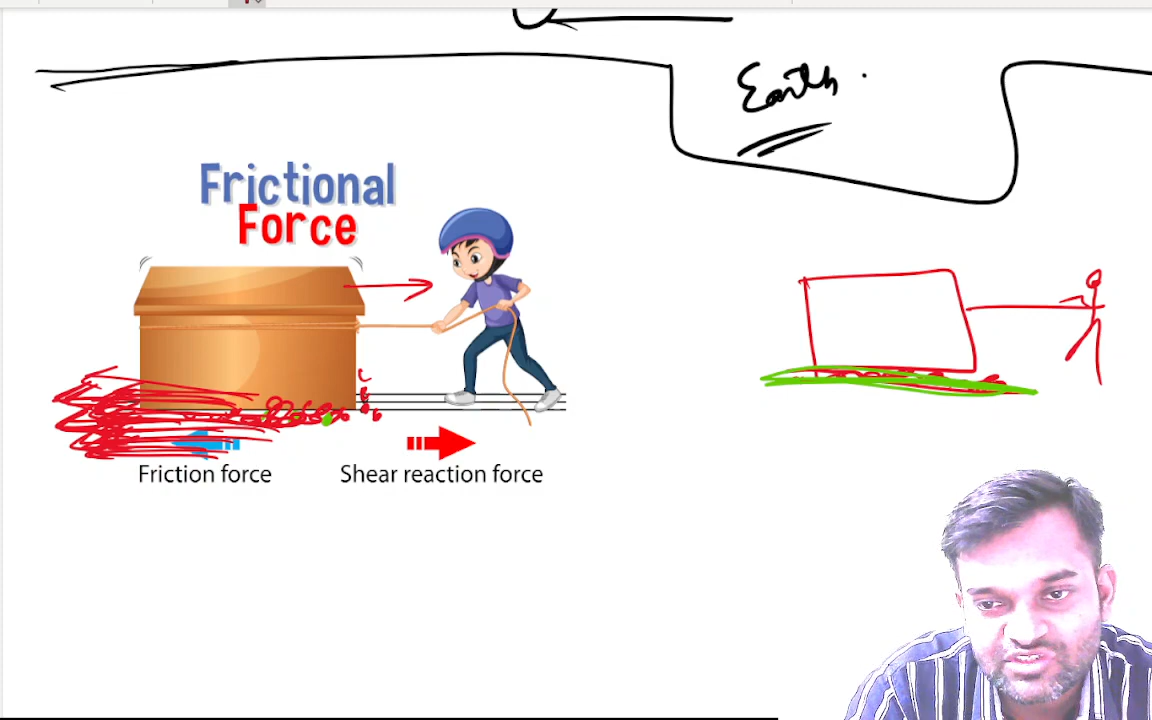 Earth
Frictional
Force
Friction force
Shear reaction force